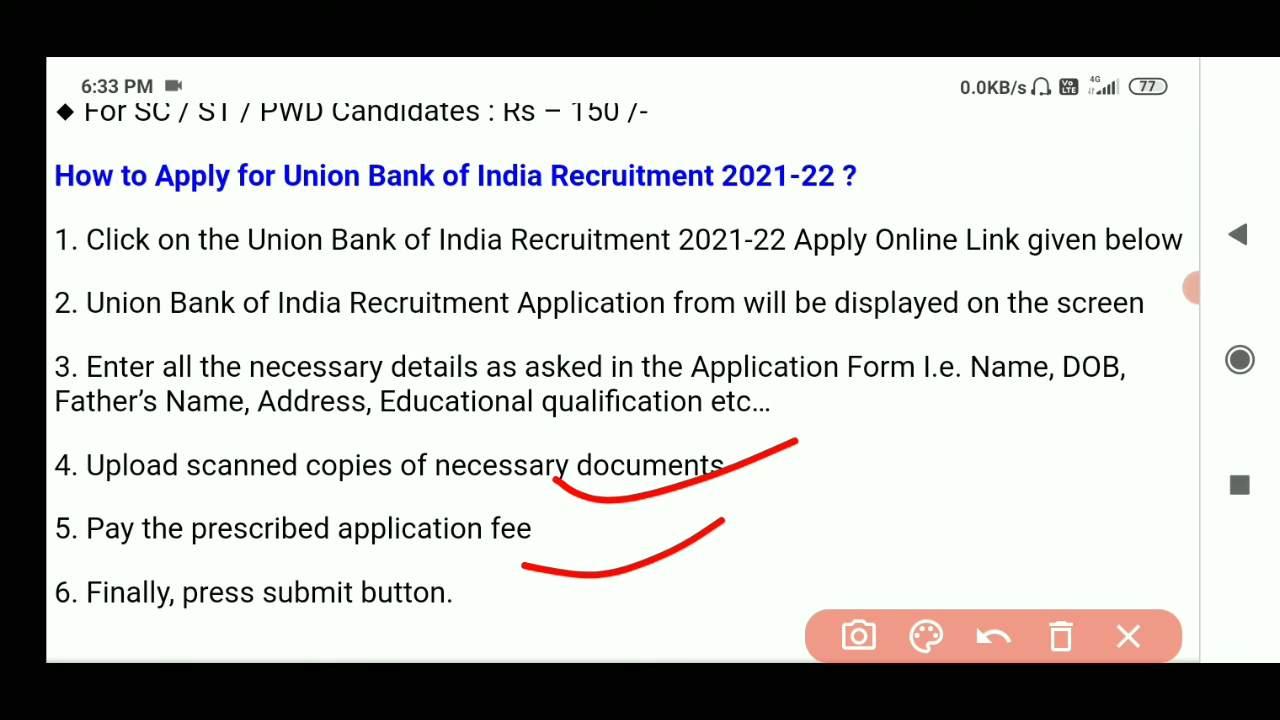 6:33 PM
0.0KB/s Vo LTE 4G 77
◆ For SC / ST / PWD Candidates : Rs – 150 /-
How to Apply for Union Bank of India Recruitment 2021-22 ?
1. Click on the Union Bank of India Recruitment 2021-22 Apply Online Link given below
2. Union Bank of India Recruitment Application from will be displayed on the screen
3. Enter all the necessary details as asked in the Application Form I.e. Name, DOB,
Father’s Name, Address, Educational qualification etc…
4. Upload scanned copies of necessary documents
5. Pay the prescribed application fee
6. Finally, press submit button.